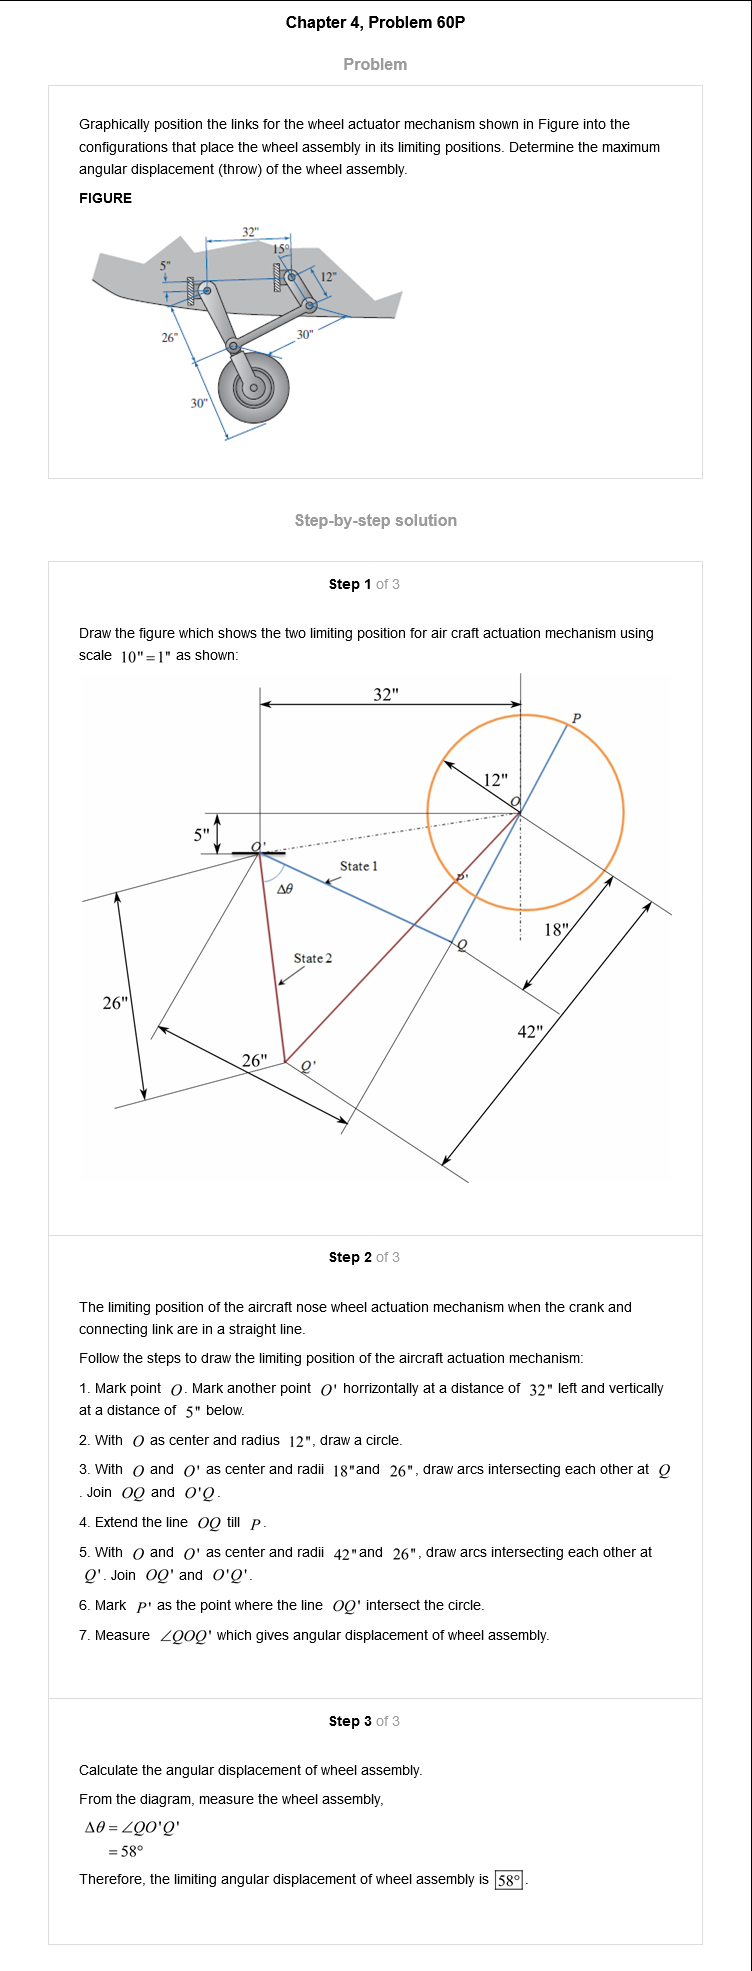 Chapter 4, Problem 60P
Problem
Graphically position the links for the wheel actuator mechanism shown in Figure into the
configurations that place the wheel assembly in its limiting positions. Determine the maximum
angular displacement (throw) of the wheel assembly.
FIGURE
32"
15°
5"
12"
26"
30"
30"
Step-by-step solution
Step 1 of 3
Draw the figure which shows the two limiting position for air craft actuation mechanism using
scale 10"=1" as shown:
32"
P
12"
O
5"
O'
State 1
P'
Δθ
18"
Q
State 2
26"
42"
26"
Q'
Step 2 of 3
The limiting position of the aircraft nose wheel actuation mechanism when the crank and
connecting link are in a straight line.
Follow the steps to draw the limiting position of the aircraft actuation mechanism:
1. Mark point O. Mark another point O' horrizontally at a distance of 32" left and vertically
at a distance of 5" below.
2. With O as center and radius 12", draw a circle.
3. With O and O' as center and radii 18"and 26", draw arcs intersecting each other at Q
. Join OQ and O'Q.
4. Extend the line OQ till P.
5. With O and O' as center and radii 42"and 26", draw arcs intersecting each other at
Q'. Join OQ' and O'Q'.
6. Mark P' as the point where the line OQ' intersect the circle.
7. Measure ∠QOQ' which gives angular displacement of wheel assembly.
Step 3 of 3
Calculate the angular displacement of wheel assembly.
From the diagram, measure the wheel assembly,
Δθ = ∠QO'Q'
= 58°
Therefore, the limiting angular displacement of wheel assembly is 58°.